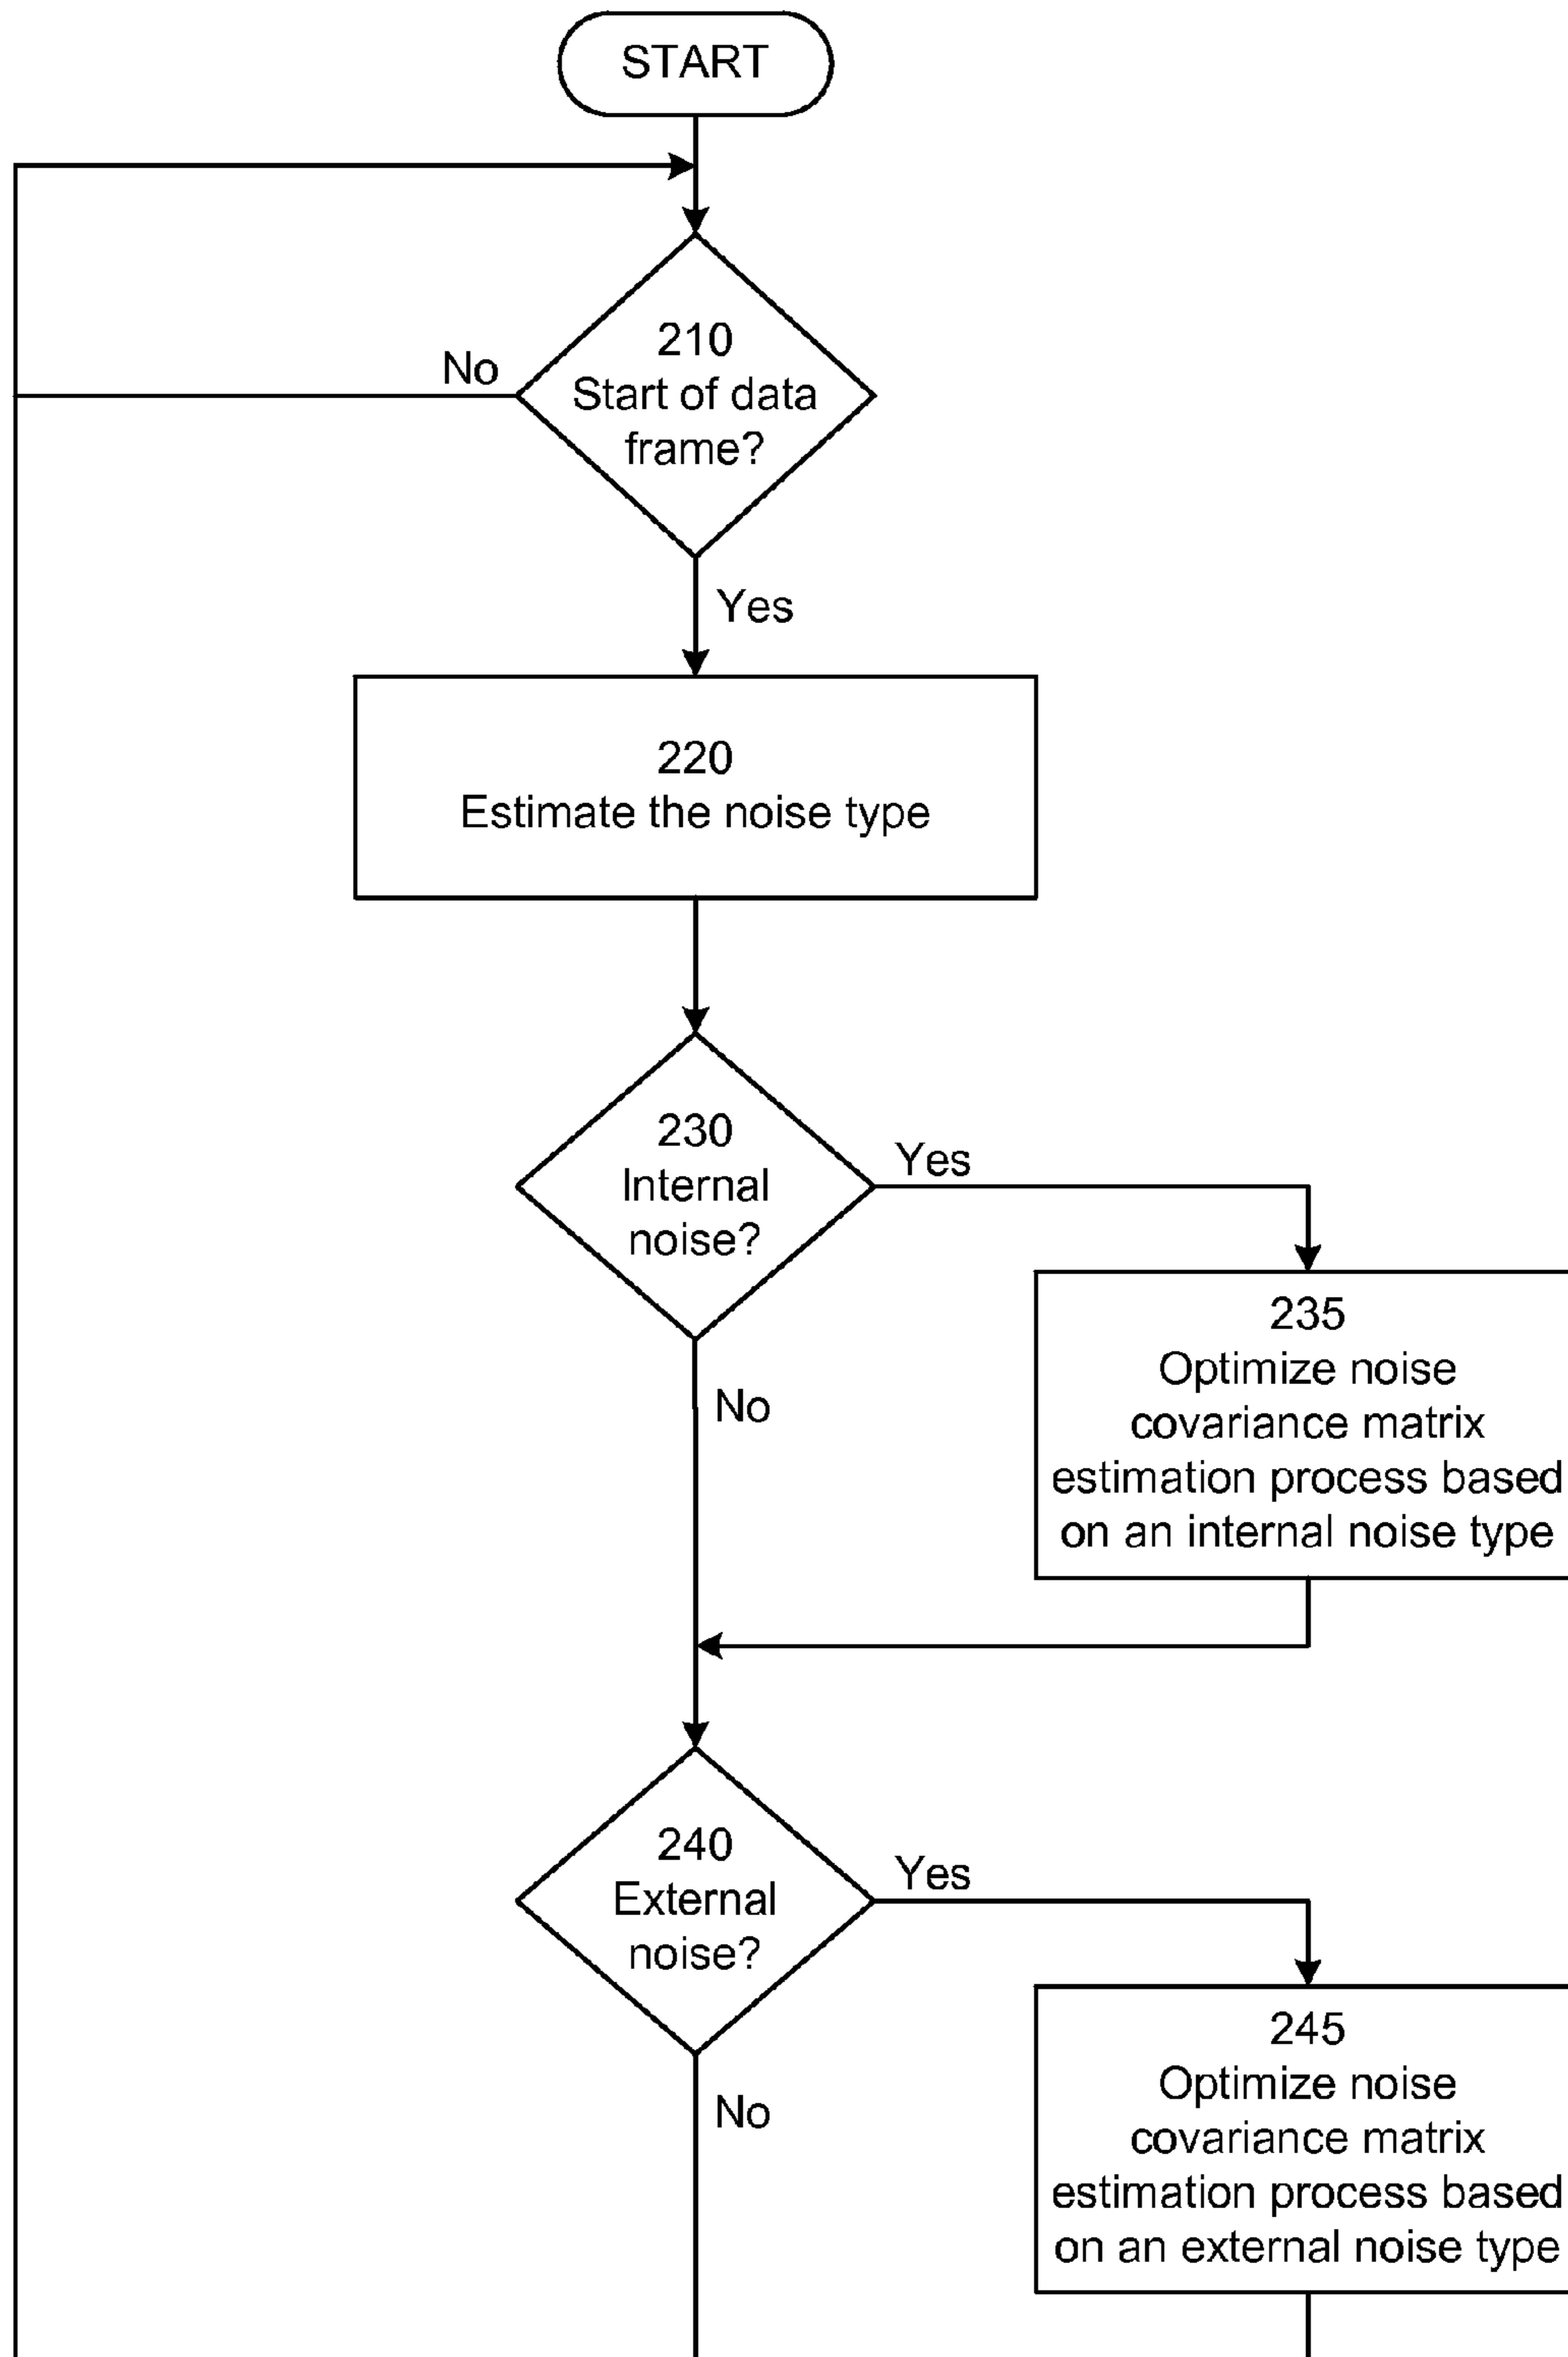 START
210
Start of data
frame?
No
Yes
220
Estimate the noise type
230
Internal
noise?
Yes
No
235
Optimize noise
covariance matrix
estimation process based
on an internal noise type
240
External
noise?
Yes
No
245
Optimize noise
covariance matrix
estimation process based
on an external noise type